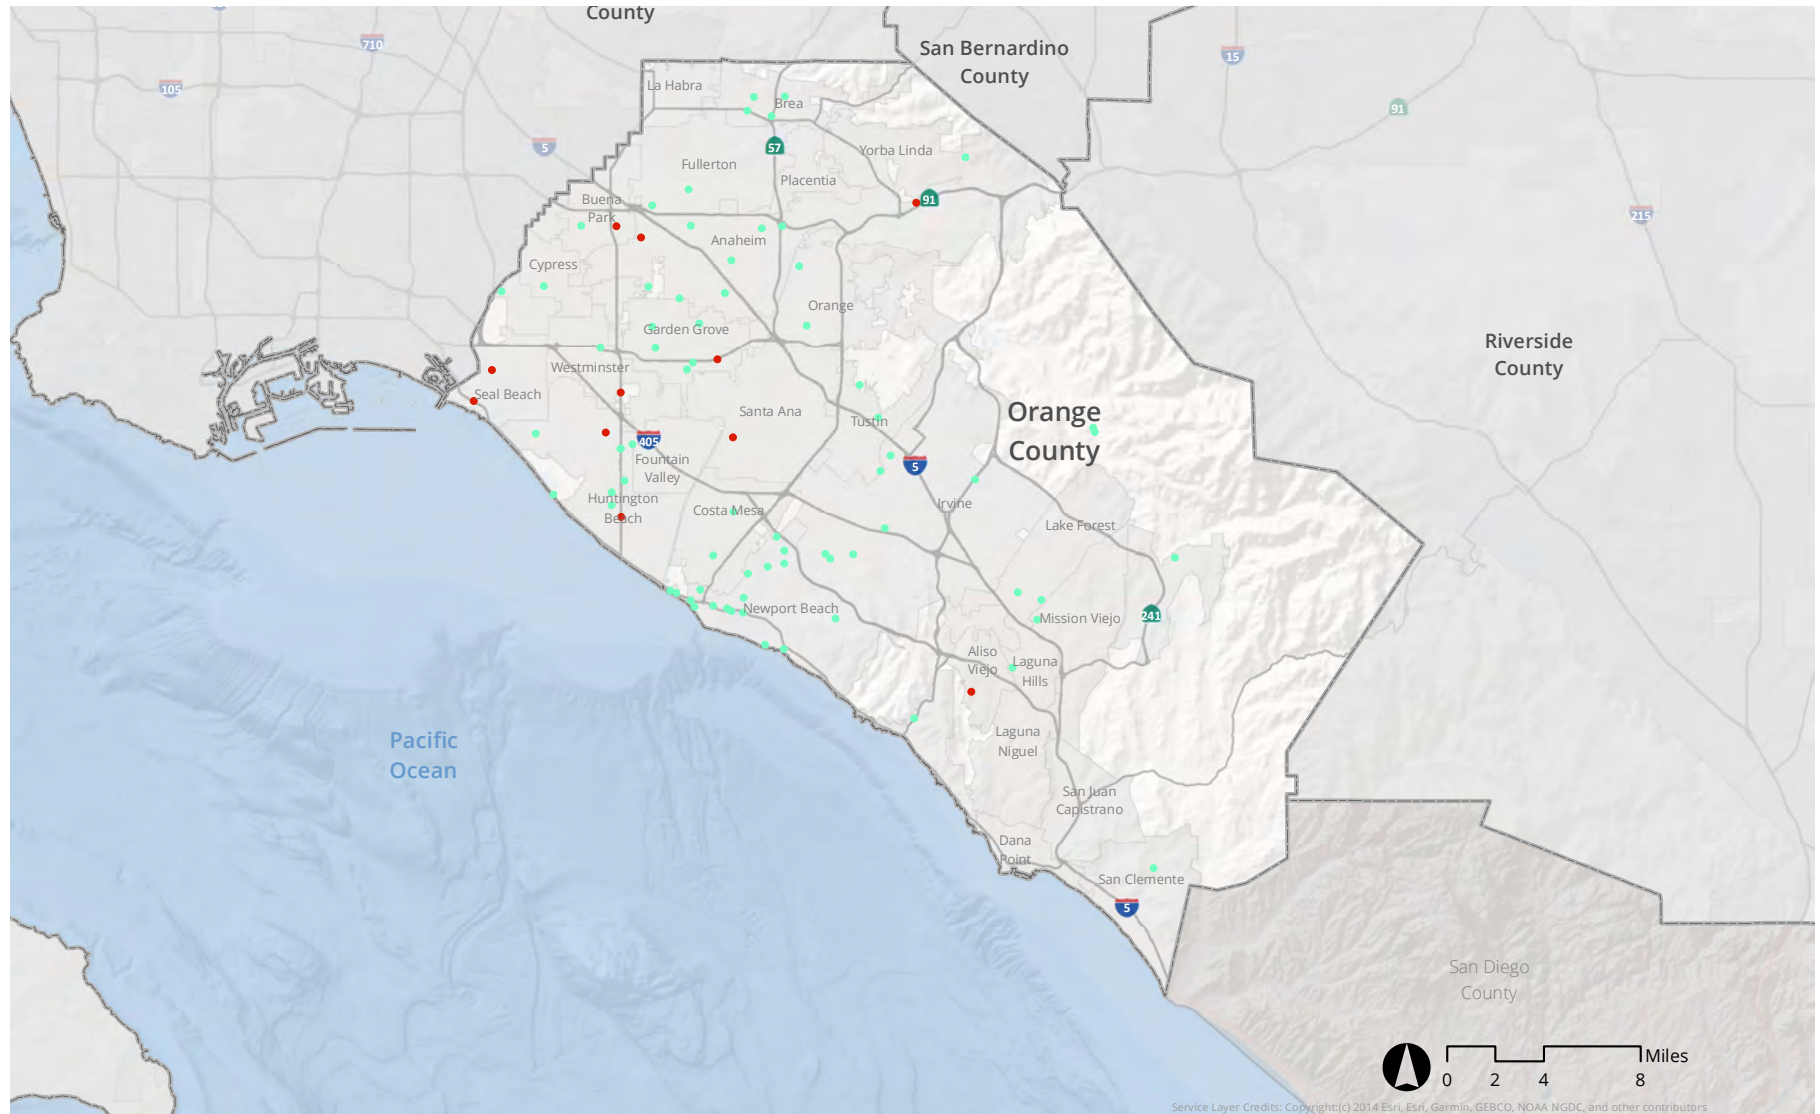 County
710
San Bernardino
County
15
105
La Habra
Brea
91
5
57
Yorba Linda
Fullerton
Placentia
Buena
Park
91
215
Anaheim
Cypress
Orange
Garden Grove
Riverside
County
Westminster
Seal Beach
Santa Ana
Orange
County
Tustin
405
Fountain
Valley
5
Huntington
Beach
Costa Mesa
Irvine
Lake Forest
Newport Beach
Mission Viejo
241
Aliso
Viejo
Laguna
Hills
Pacific
Ocean
Laguna
Niguel
San Juan
Capistrano
Dana
Point
San Clemente
5
San Diego
County
Miles
0 2 4 8
Service Layer Credits: Copyright:(c) 2014 Esri, Esri, Garmin, GEBCO, NOAA NGDC, and other contributors